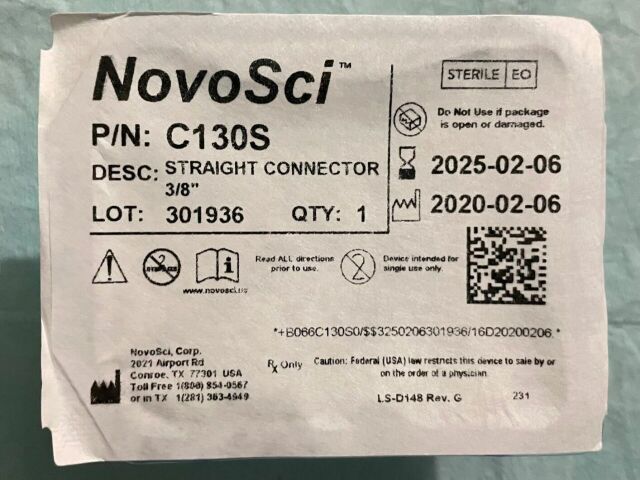 NovoSci™
STERILE EO
P/N: C130S
Do Not Use if package
is open or damaged.
DESC: STRAIGHT CONNECTOR
3/8"
2025-02-06
LOT: 301936 QTY: 1
2020-02-06
Read ALL directions
prior to use.
2
Device intended for
single use only.
www.novosci.us
*+B066C130S0/$$3250206301936/16D20200206.*
NovoSci, Corp.
2021 Airport Rd
Conroe, TX 77301 USA
Toll Free 1(800) 854-0567
or in TX 1(281) 363-4949
Rx Only
Caution: Federal (USA) law restricts this device to sale by or
on the order of a physician.
LS-D148 Rev. G
231